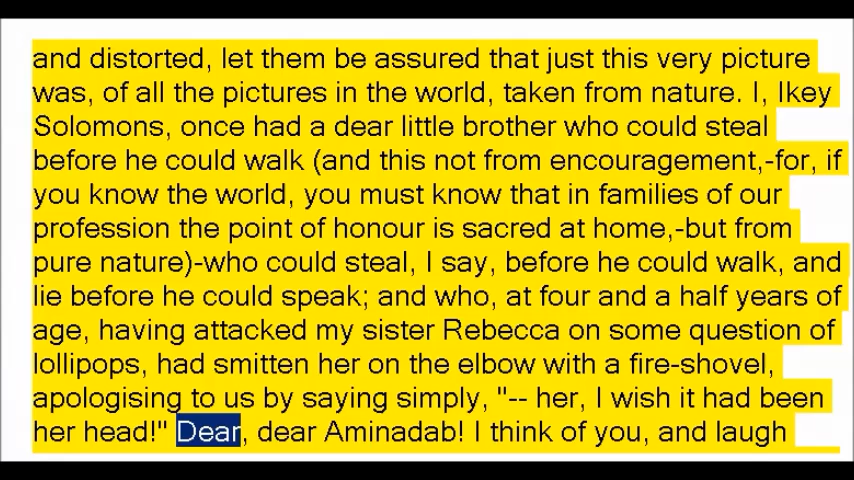 and distorted, let them be assured that just this very picture
was, of all the pictures in the world, taken from nature. I, Ikey
Solomons, once had a dear little brother who could steal
before he could walk (and this not from encouragement,-for, if
you know the world, you must know that in families of our
profession the point of honour is sacred at home,-but from
pure nature)-who could steal, I say, before he could walk, and
lie before he could speak; and who, at four and a half years of
age, having attacked my sister Rebecca on some question of
lollipops, had smitten her on the elbow with a fire-shovel,
apologising to us by saying simply, "-- her, I wish it had been
her head!" Dear, dear Aminadab! I think of you, and laugh